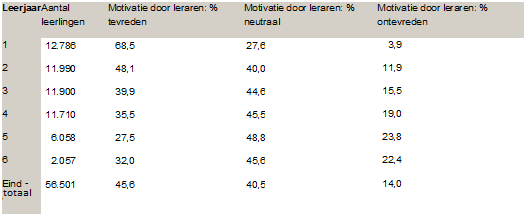 Leerjaar Aantal leerlingen Motivatie door leraren: % tevreden Motivatie door leraren: % neutraal Motivatie door leraren: % ontevreden
1 12.786 68,5 27,6 3,9
2 11.990 48,1 40,0 11,9
3 11.900 39,9 44,6 15,5
4 11.710 35,5 45,5 19,0
5 6.058 27,5 48,8 23,8
6 2.057 32,0 45,6 22,4
Eind - totaal 56.501 45,6 40,5 14,0